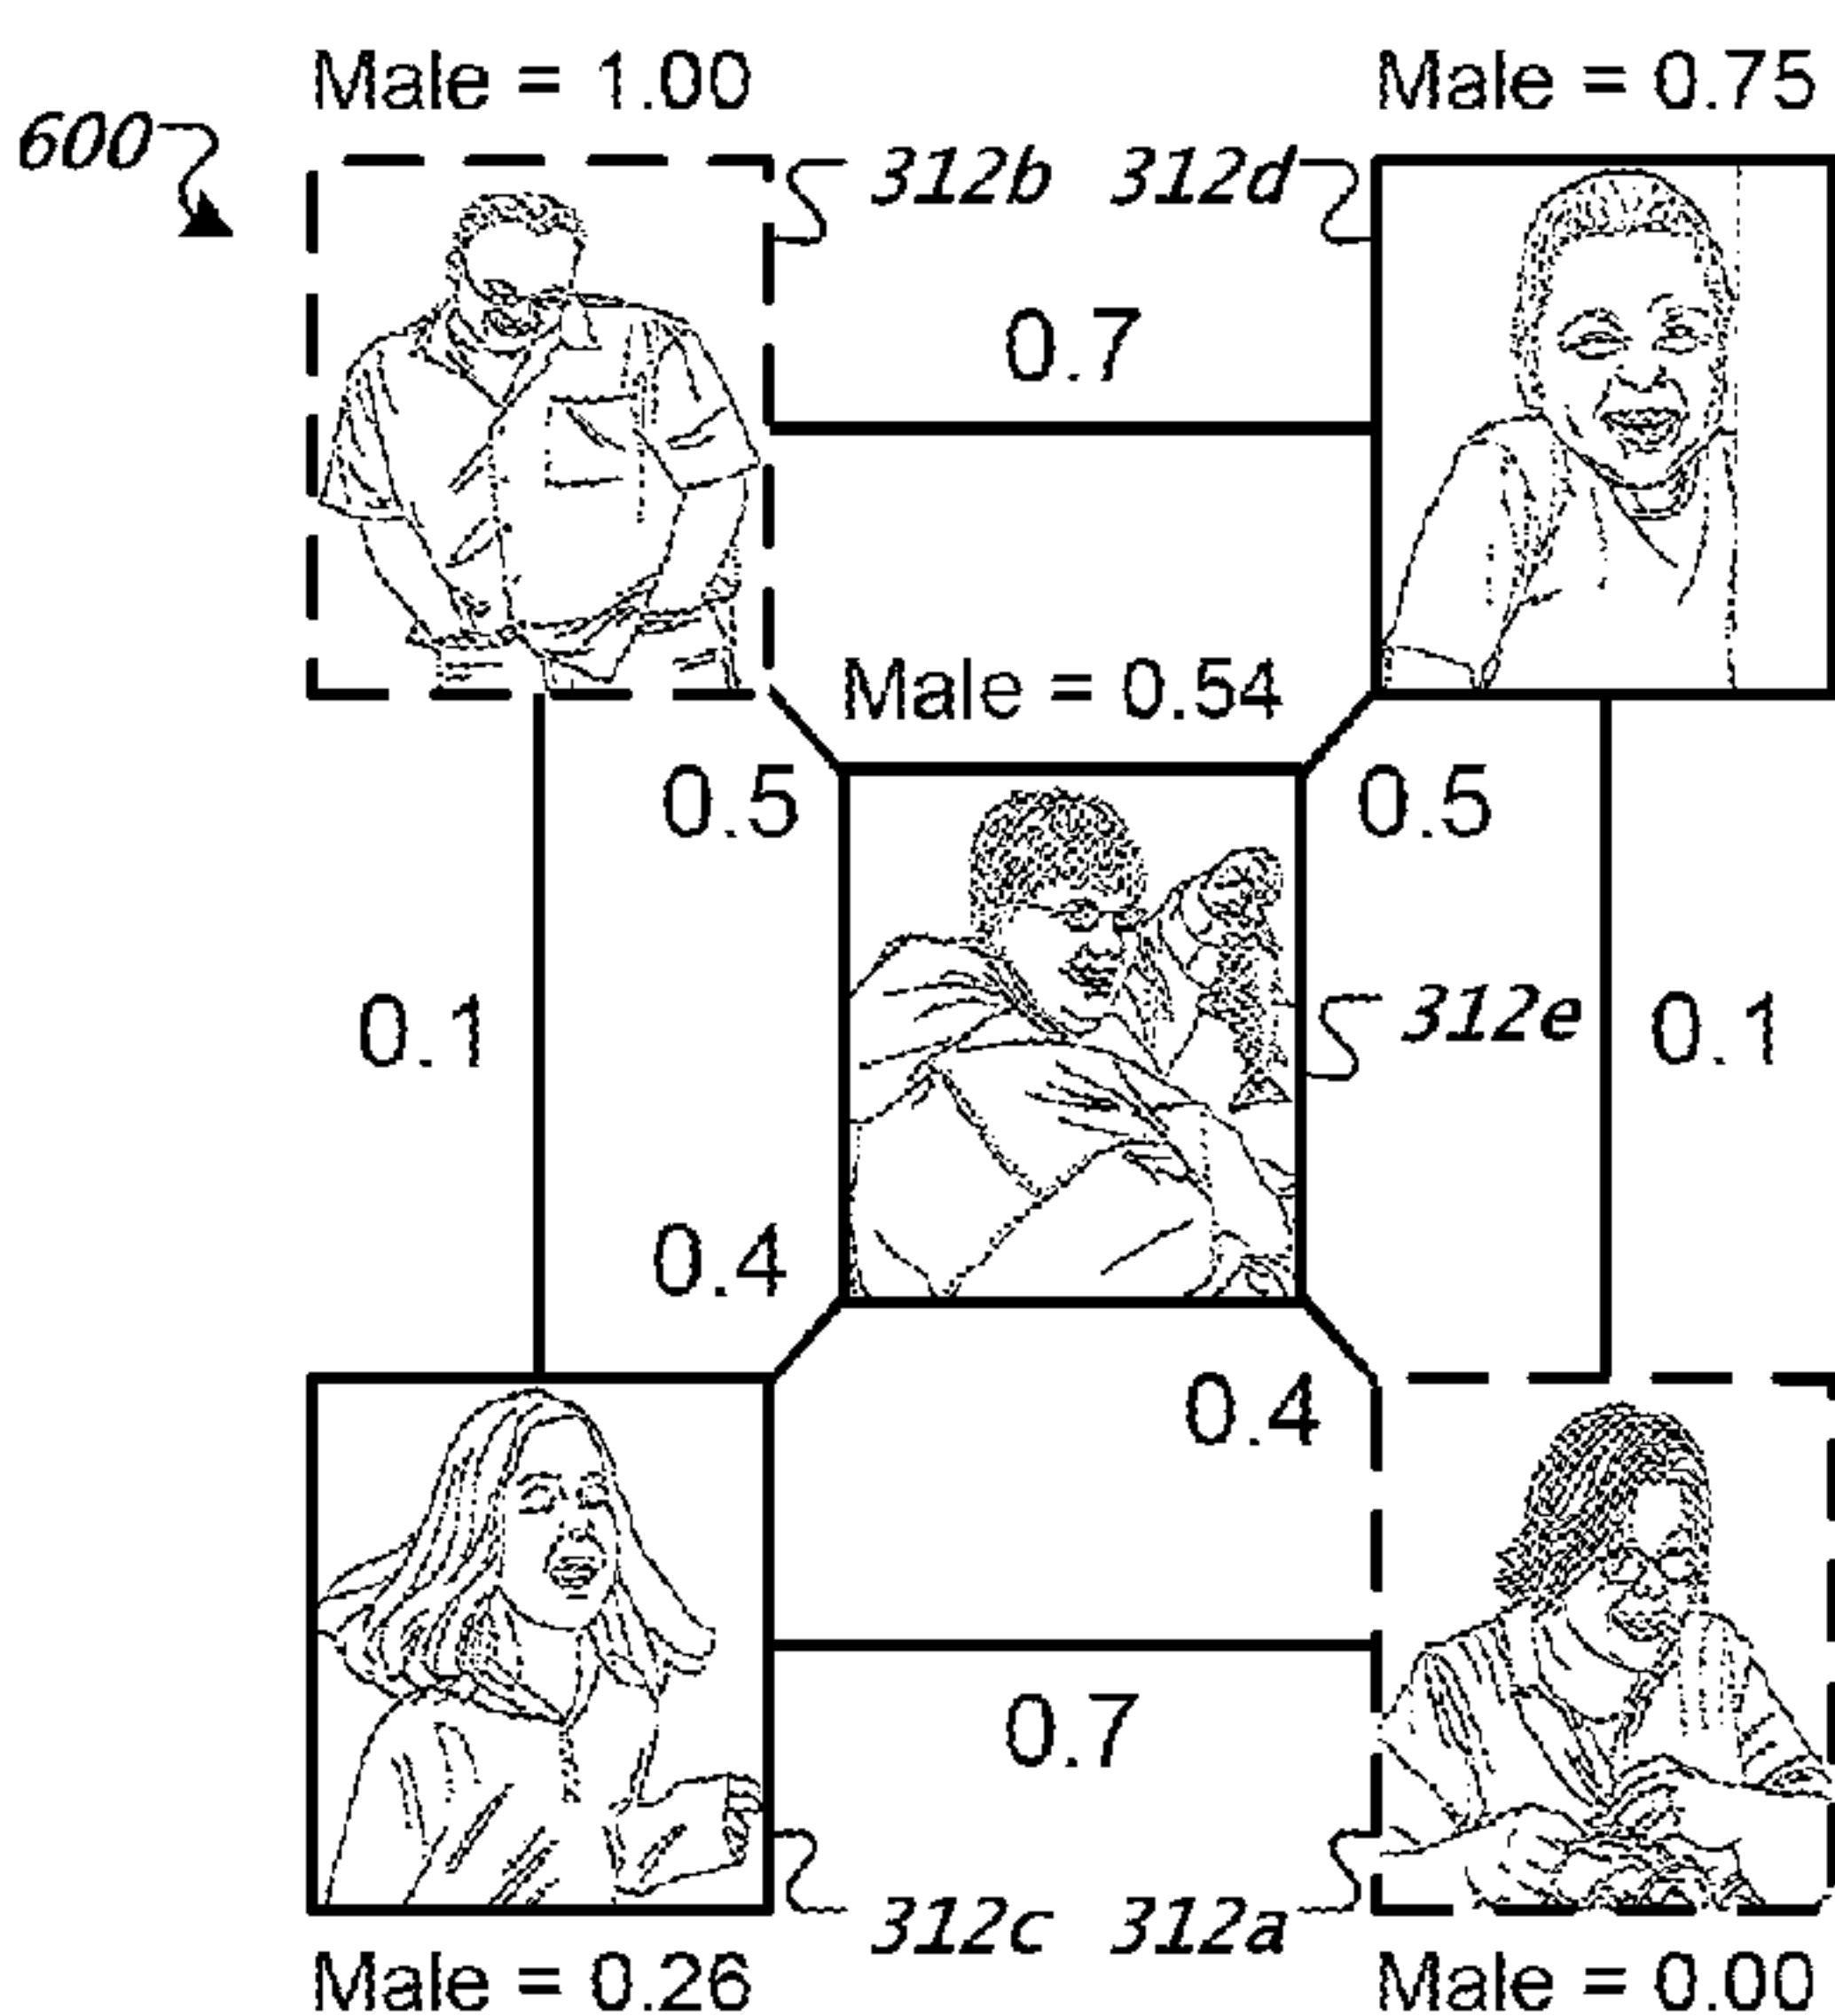 Male = 1.00
Male = 0.75
600
312b
312d
0.7
Male = 0.54
0.5
0.5
0.1
312e
0.1
0.4
0.4
0.7
312c
312a
Male = 0.26
Male = 0.00